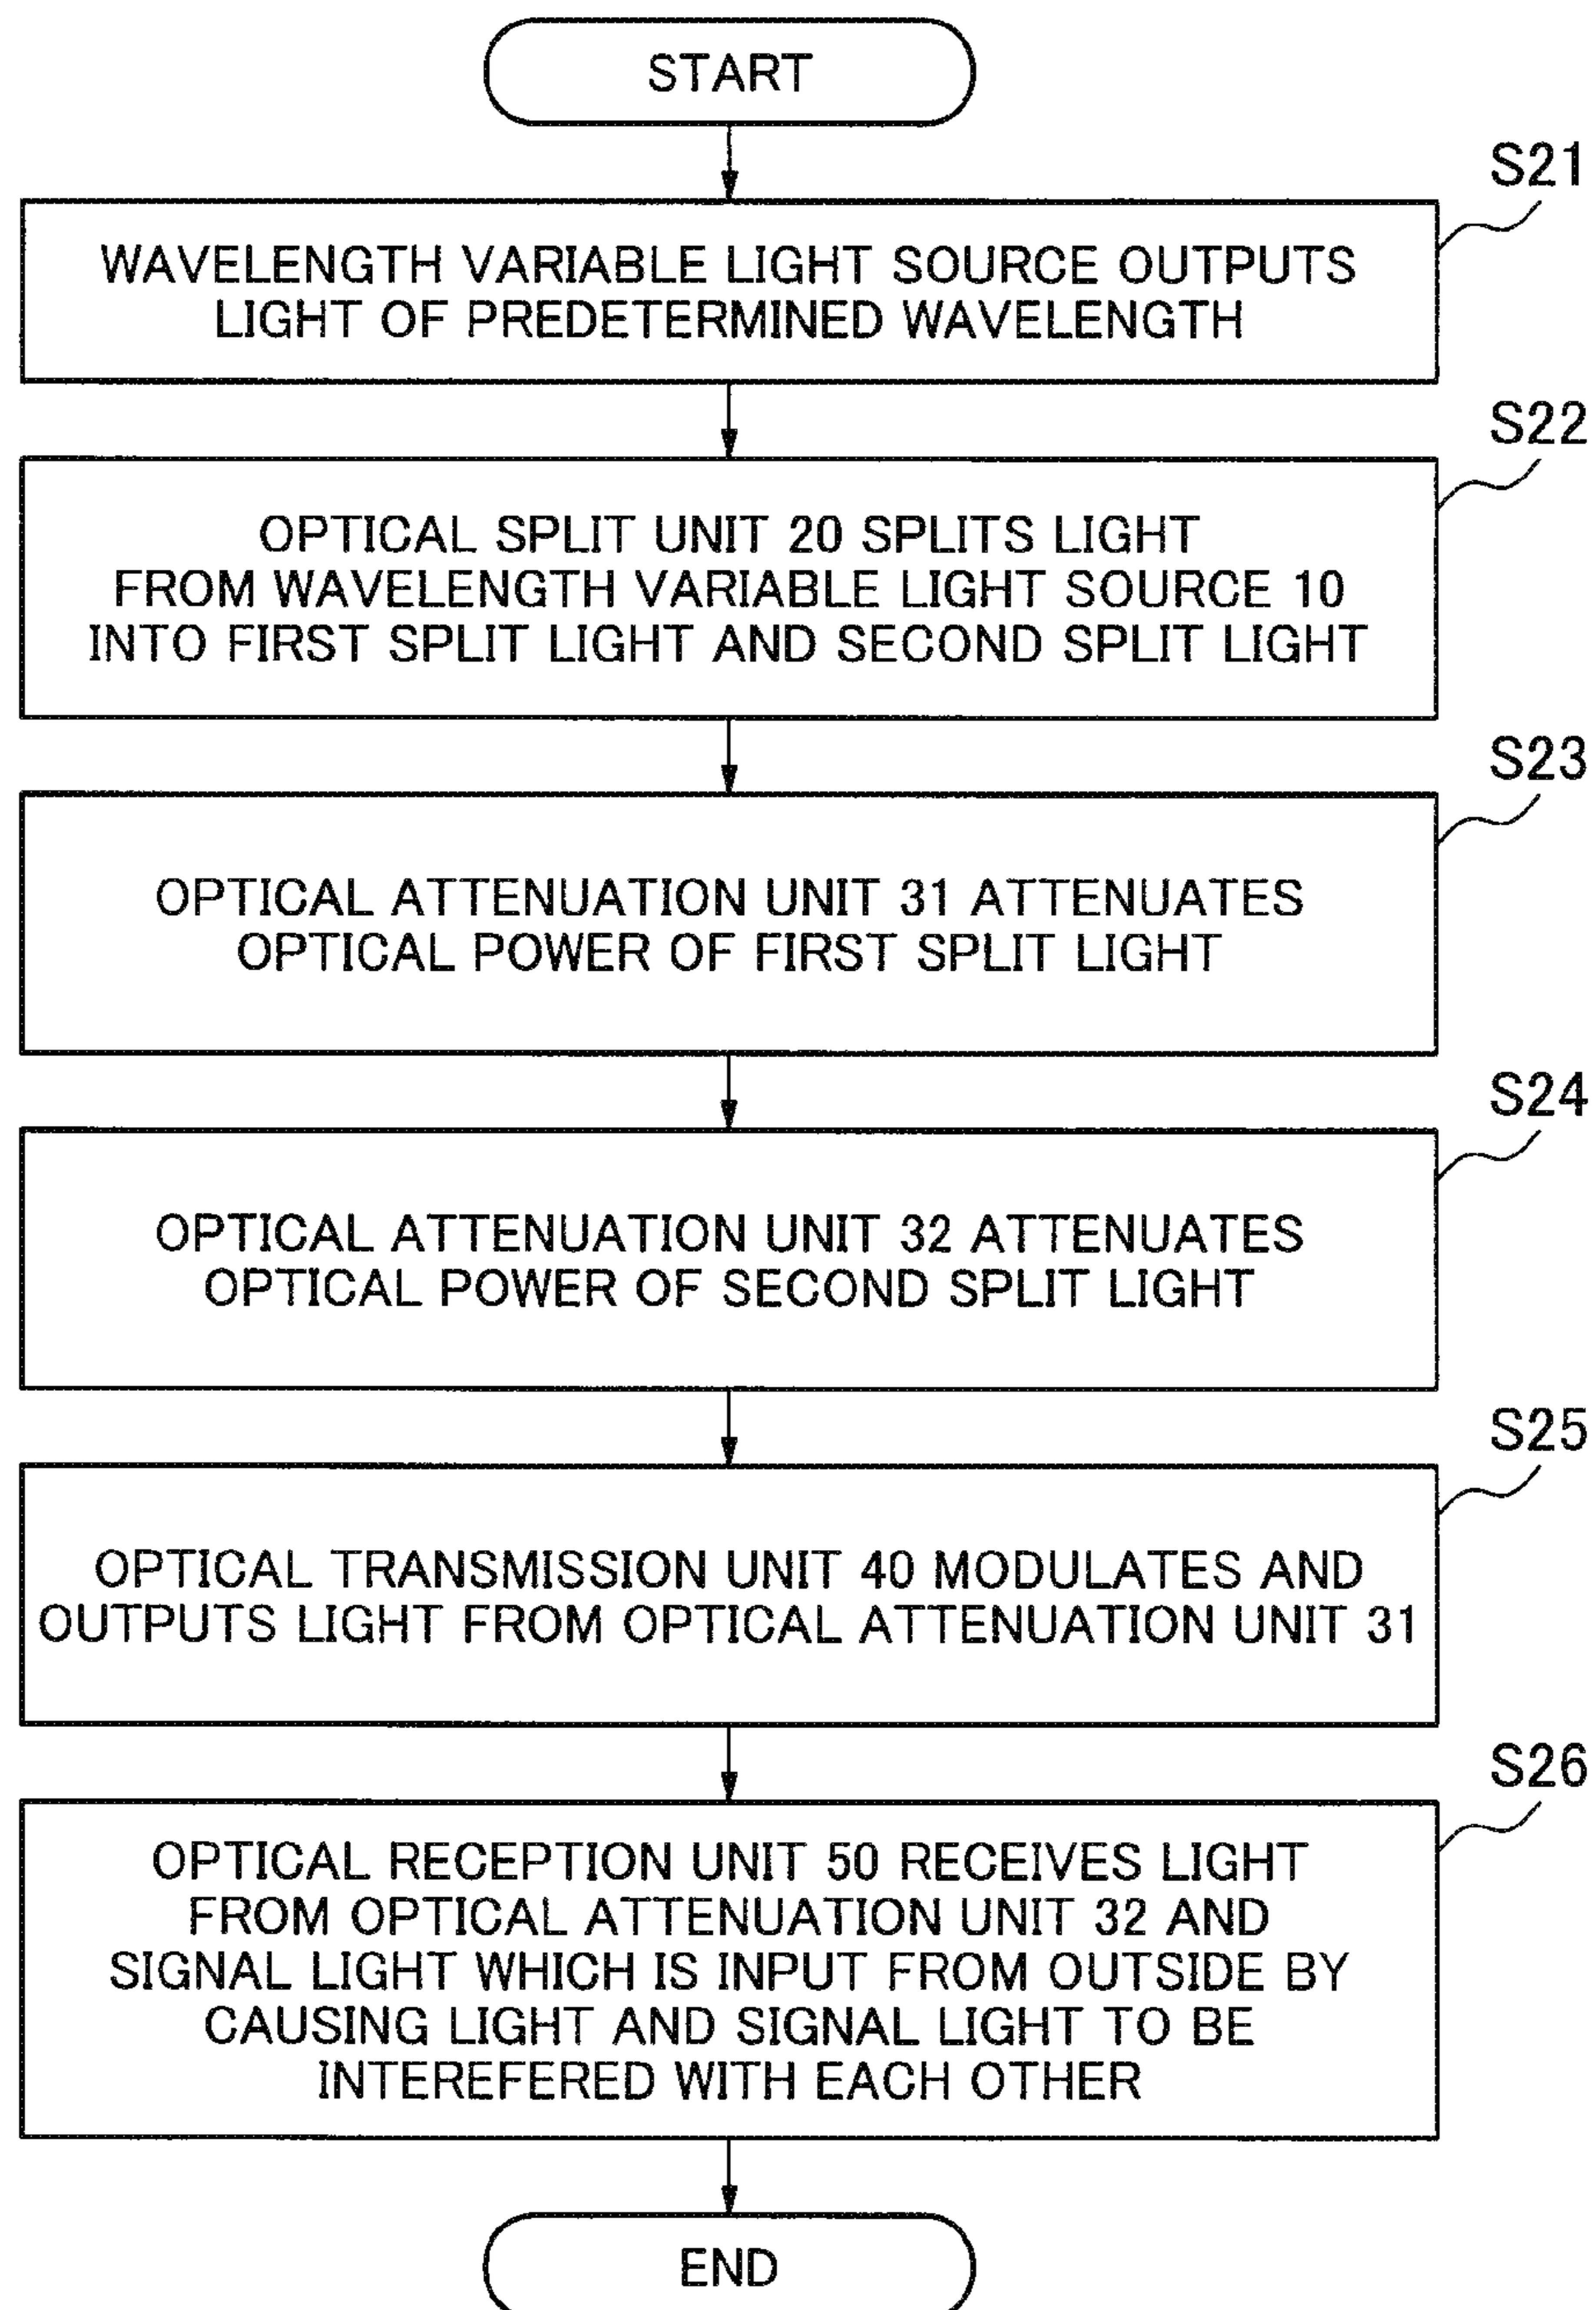 START
S21
WAVELENGTH VARIABLE LIGHT SOURCE OUTPUTS
LIGHT OF PREDETERMINED WAVELENGTH
S22
OPTICAL SPLIT UNIT 20 SPLITS LIGHT
FROM WAVELENGTH VARIABLE LIGHT SOURCE 10
INTO FIRST SPLIT LIGHT AND SECOND SPLIT LIGHT
S23
OPTICAL ATTENUATION UNIT 31 ATTENUATES
OPTICAL POWER OF FIRST SPLIT LIGHT
S24
OPTICAL ATTENUATION UNIT 32 ATTENUATES
OPTICAL POWER OF SECOND SPLIT LIGHT
S25
OPTICAL TRANSMISSION UNIT 40 MODULATES AND
OUTPUTS LIGHT FROM OPTICAL ATTENUATION UNIT 31
S26
OPTICAL RECEPTION UNIT 50 RECEIVES LIGHT
FROM OPTICAL ATTENUATION UNIT 32 AND
SIGNAL LIGHT WHICH IS INPUT FROM OUTSIDE BY
CAUSING LIGHT AND SIGNAL LIGHT TO BE
INTEREFERED WITH EACH OTHER
END